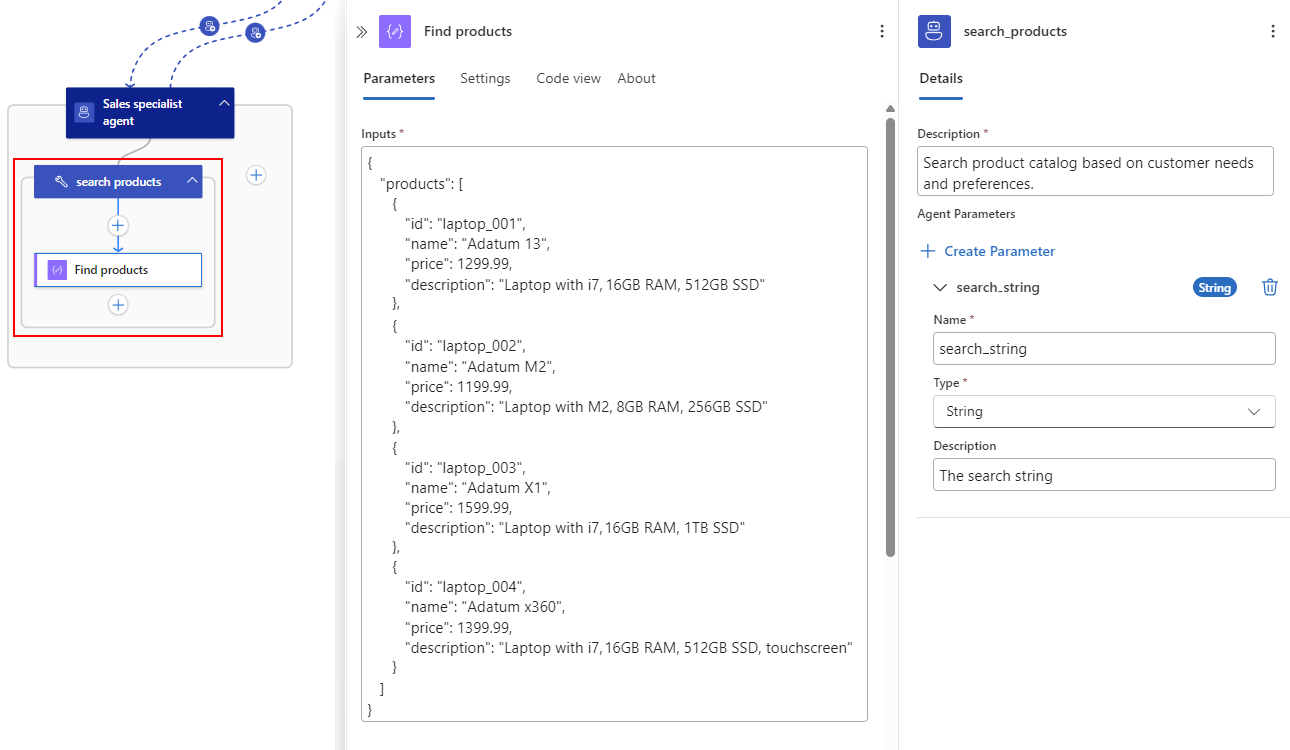 Sales specialist
agent
search products
Find products
Find products
Parameters
Settings
Code view
About
Inputs *
{
"products": [
{
"id": "laptop_001",
"name": "Adatum 13",
"price": 1299.99,
"description": "Laptop with i7, 16GB RAM, 512GB SSD"
},
{
"id": "laptop_002",
"name": "Adatum M2",
"price": 1199.99,
"description": "Laptop with M2, 8GB RAM, 256GB SSD"
},
{
"id": "laptop_003",
"name": "Adatum X1",
"price": 1599.99,
"description": "Laptop with i7, 16GB RAM, 1TB SSD"
},
{
"id": "laptop_004",
"name": "Adatum x360",
"price": 1399.99,
"description": "Laptop with i7, 16GB RAM, 512GB SSD, touchscreen"
}
]
}
search_products
Details
Description *
Search product catalog based on customer needs
and preferences.
Agent Parameters
Create Parameter
search_string
String
Name *
search_string
Type *
String
Description
The search string